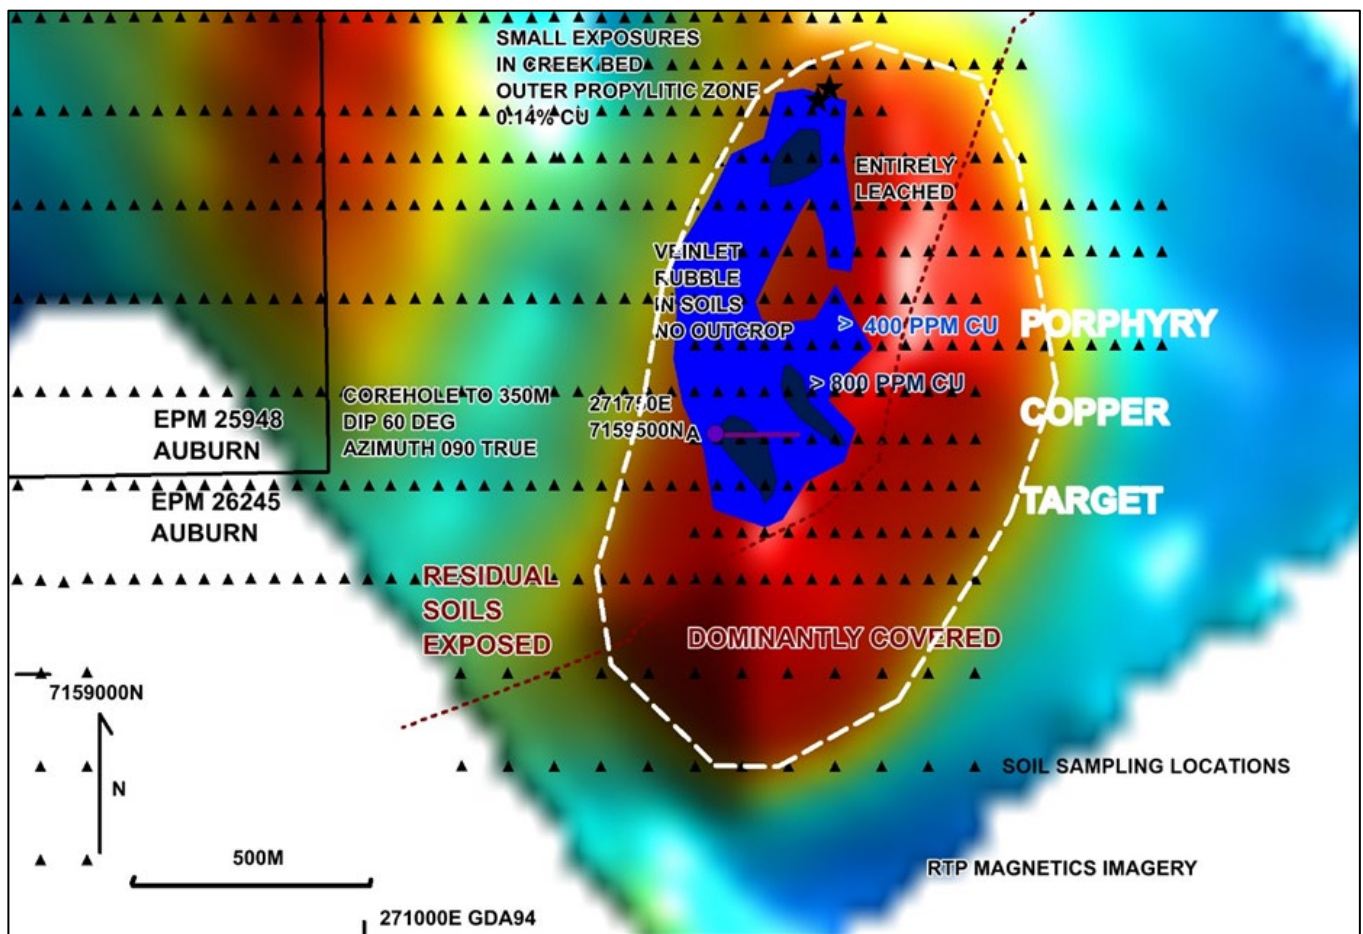 SMALL EXPOSURES
IN CREEK BED
OUTER PROPYLITIC ZONE
0.14% CU
ENTIRELY
LEACHED
VEINLET
RUBBLE
IN SOILS
NO OUTCROP
> 400 PPM CU
PORPHYRY
COPPER
TARGET
> 800 PPM CU
COREHOLE TO 350M
DIP 60 DEG
AZIMUTH 090 TRUE
271780E
7159500N
A
EPM 25948
AUBURN
EPM 26245
AUBURN
RESIDUAL
SOILS
EXPOSED
DOMINANTLY COVERED
7159000N
N
SOIL SAMPLING LOCATIONS
500M
RTP MAGNETICS IMAGERY
271000E GDA94